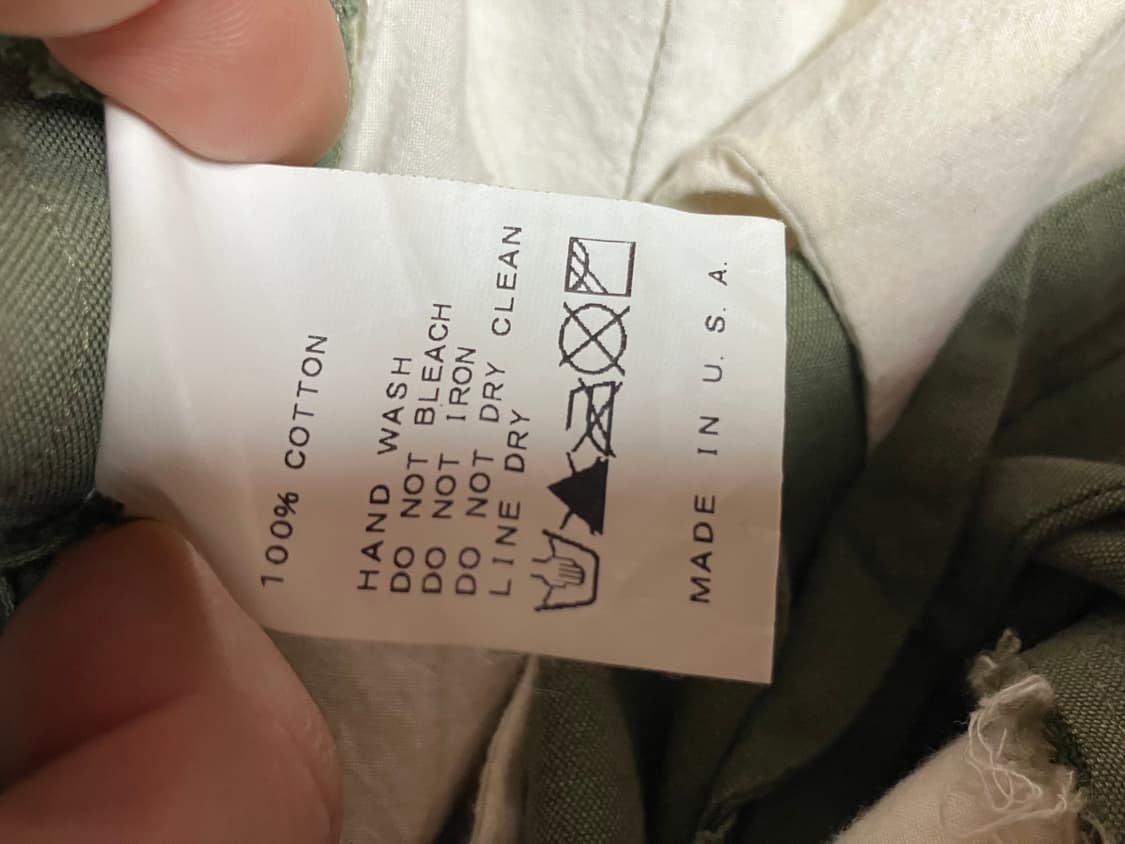 100% COTTON
HAND WASH
DO NOT BLEACH
DO NOT IRON
DO NOT DRY CLEAN
LINE DRY
MADE IN U. S. A.